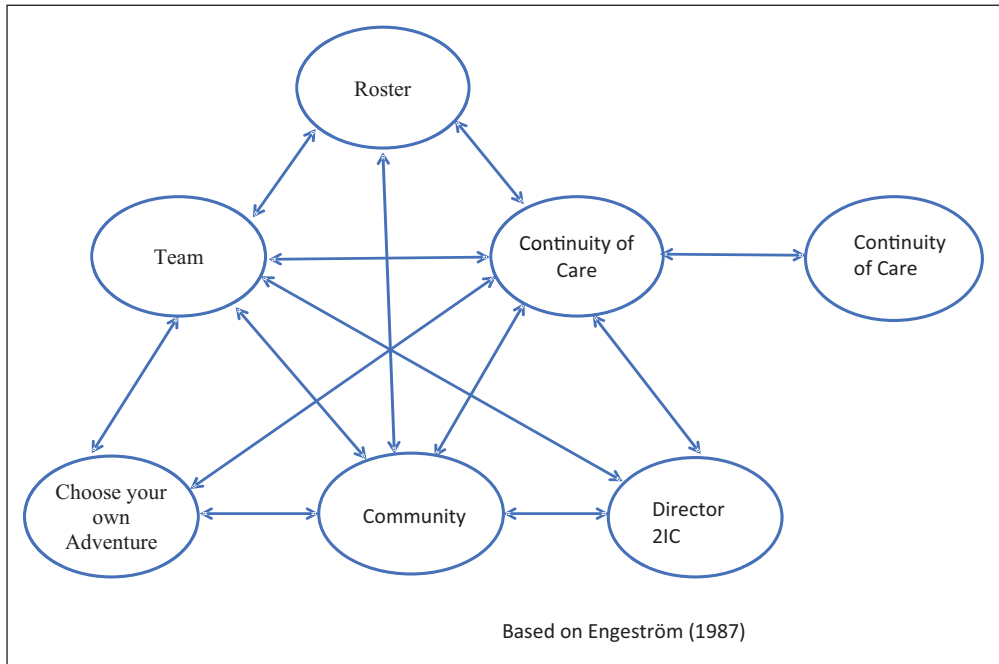 Roster
Team
Continuity of
Care
Continuity
of Care
Choose your
own
Adventure
Community
Director
2IC
Based on Engeström (1987)